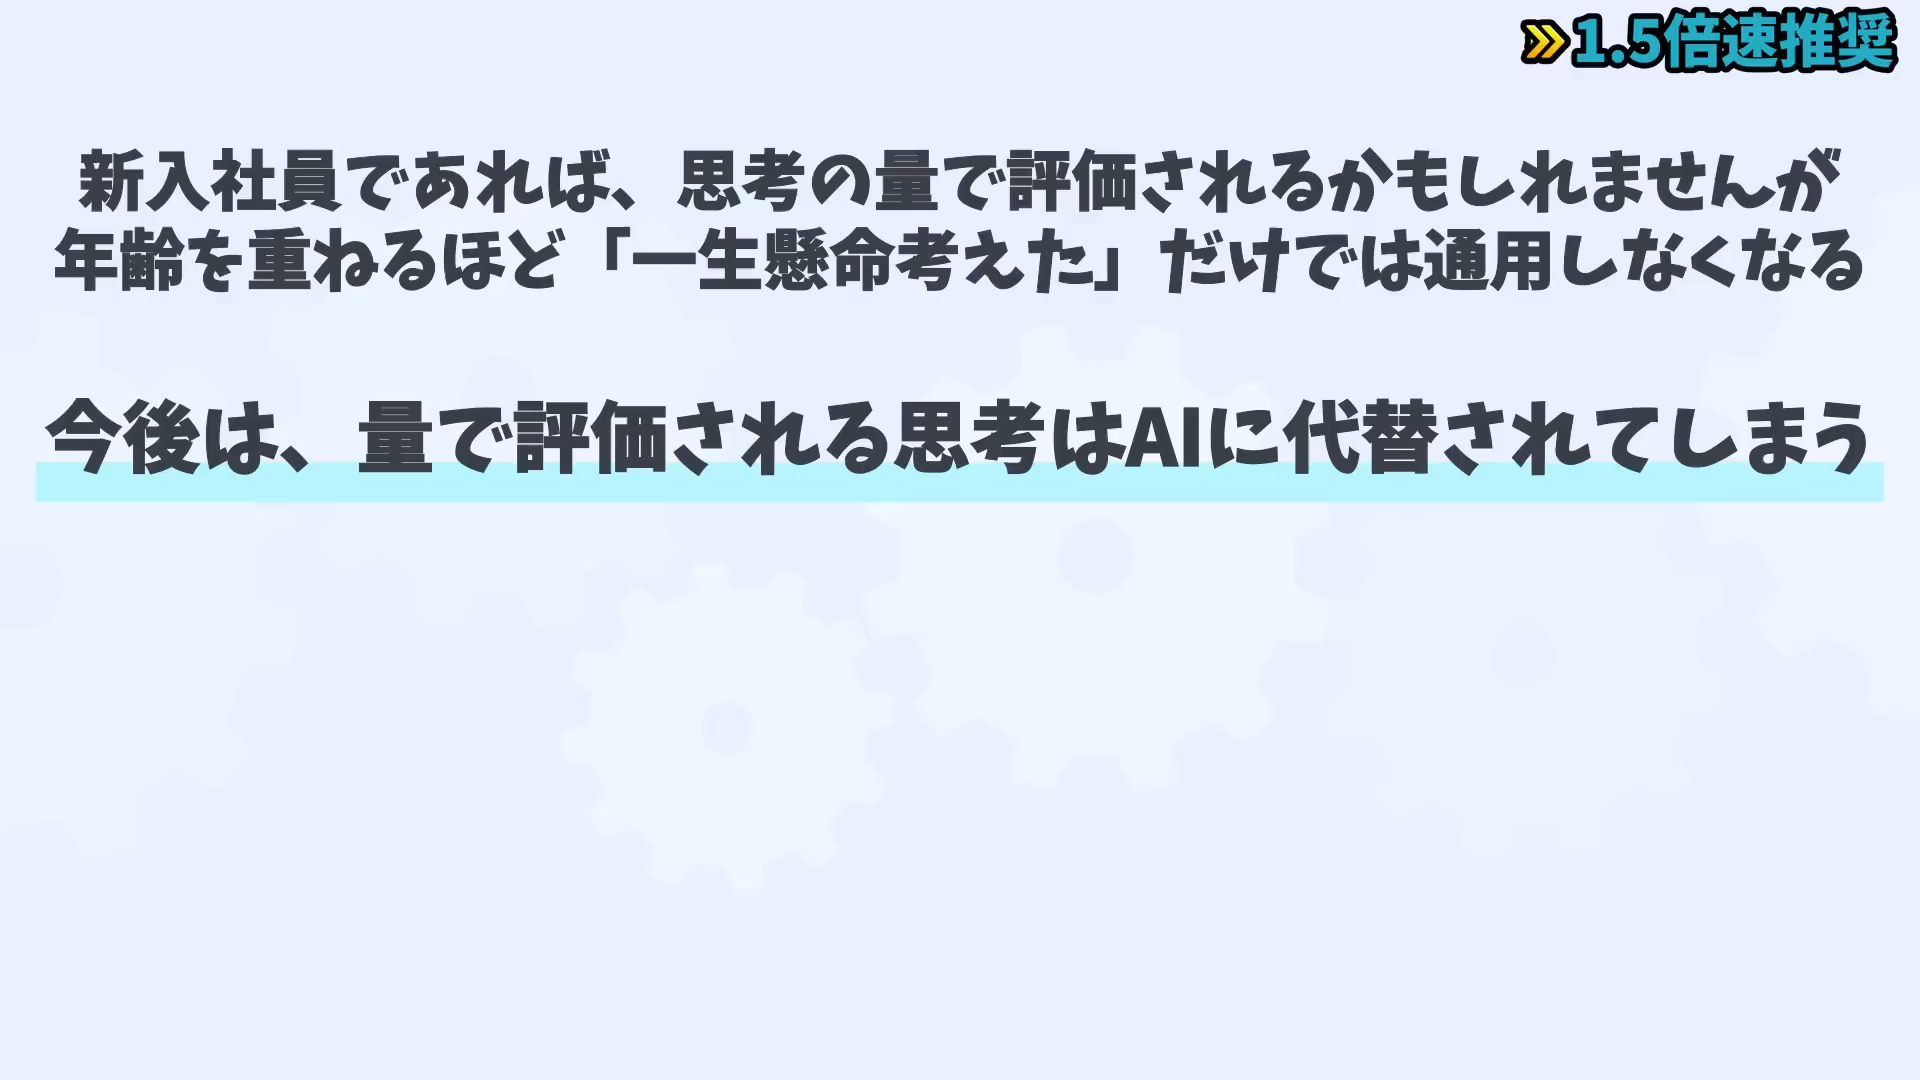 1.5倍速推奨
新入社員であれば、思考の量で評価されるかもしれませんが
年齢を重ねるほど「一生懸命考えた」だけでは通用しなくなる
今後は、量で評価される思考はAIに代替されてしまう